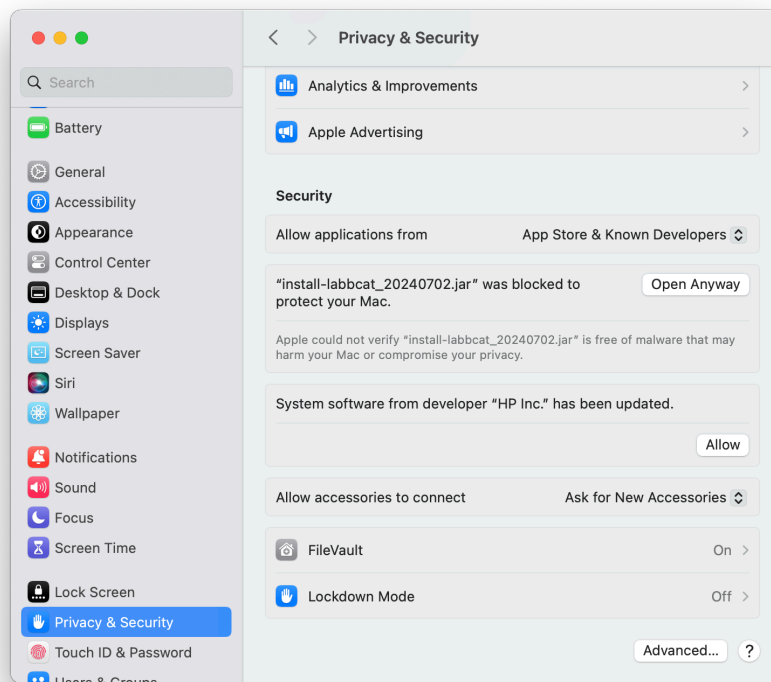 Privacy & Security
Search
Battery
General
Accessibility
Appearance
Control Center
Desktop & Dock
Displays
Screen Saver
Siri
Wallpaper
Notifications
Sound
Focus
Screen Time
Lock Screen
Privacy & Security
Touch ID & Password
Users & Groups
Analytics & Improvements
Apple Advertising
Security
Allow applications from App Store & Known Developers
“install-labbcat_20240702.jar” was blocked to
protect your Mac.
Open Anyway
Apple could not verify “install-labbcat_20240702.jar” is free of malware that may
harm your Mac or compromise your privacy.
System software from developer “HP Inc.” has been updated.
Allow
Allow accessories to connect Ask for New Accessories
FileVault On
Lockdown Mode Off
Advanced... ?